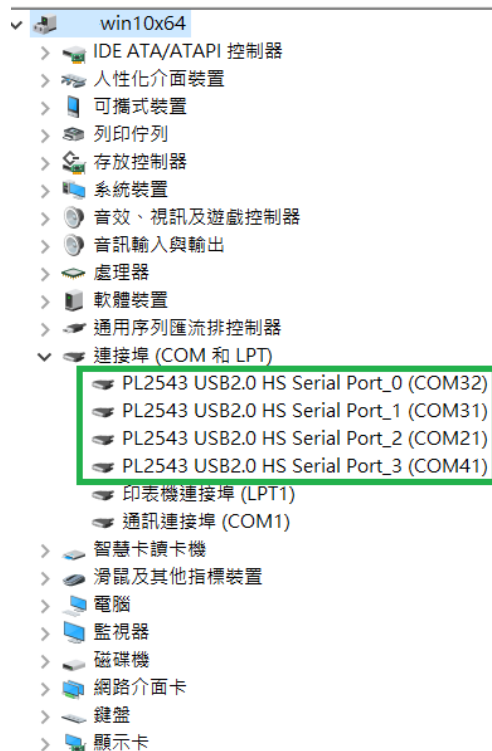 win10x64
IDE ATA/ATAPI 控制器
人性化介面裝置
可攜式裝置
列印佇列
存放控制器
系統裝置
音效、視訊及遊戲控制器
音訊輸入與輸出
處理器
軟體裝置
通用序列匯流排控制器
連接埠 (COM 和 LPT)
PL2543 USB2.0 HS Serial Port_0 (COM32)
PL2543 USB2.0 HS Serial Port_1 (COM31)
PL2543 USB2.0 HS Serial Port_2 (COM21)
PL2543 USB2.0 HS Serial Port_3 (COM41)
印表機連接埠 (LPT1)
通訊連接埠 (COM1)
智慧卡讀卡機
滑鼠及其他指標裝置
電腦
監視器
磁碟機
網路介面卡
鍵盤
顯示卡